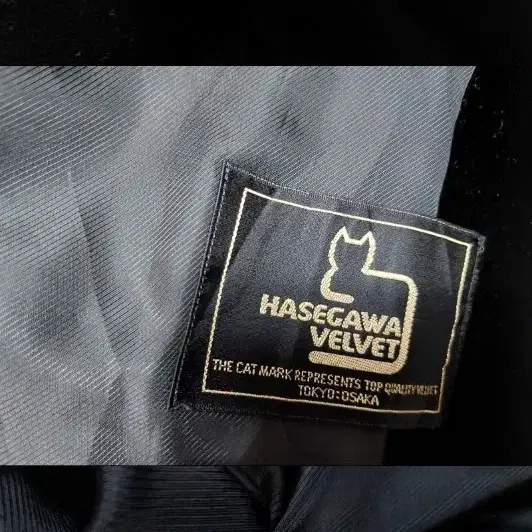 HASEGAWA
VELVET
THE CAT MARK REPRESENTS TOP QUALITY VELVET
TOKYO:OSAKA